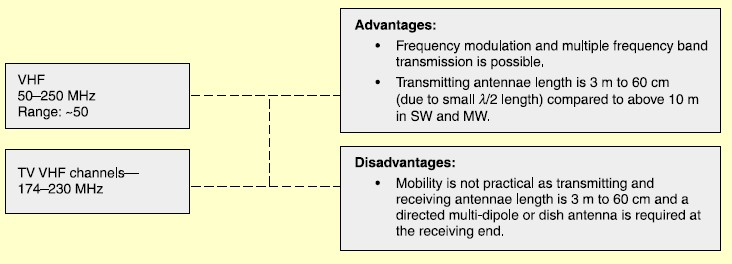 VHF
50–250 MHz
Range: ~50
TV VHF channels—
174–230 MHz
Advantages:
• Frequency modulation and multiple frequency band
transmission is possible,
• Transmitting antennae length is 3 m to 60 cm
(due to small λ/2 length) compared to above 10 m
in SW and MW.
Disadvantages:
• Mobility is not practical as transmitting and
receiving antennae length is 3 m to 60 cm and a
directed multi-dipole or dish antenna is required at
the receiving end.